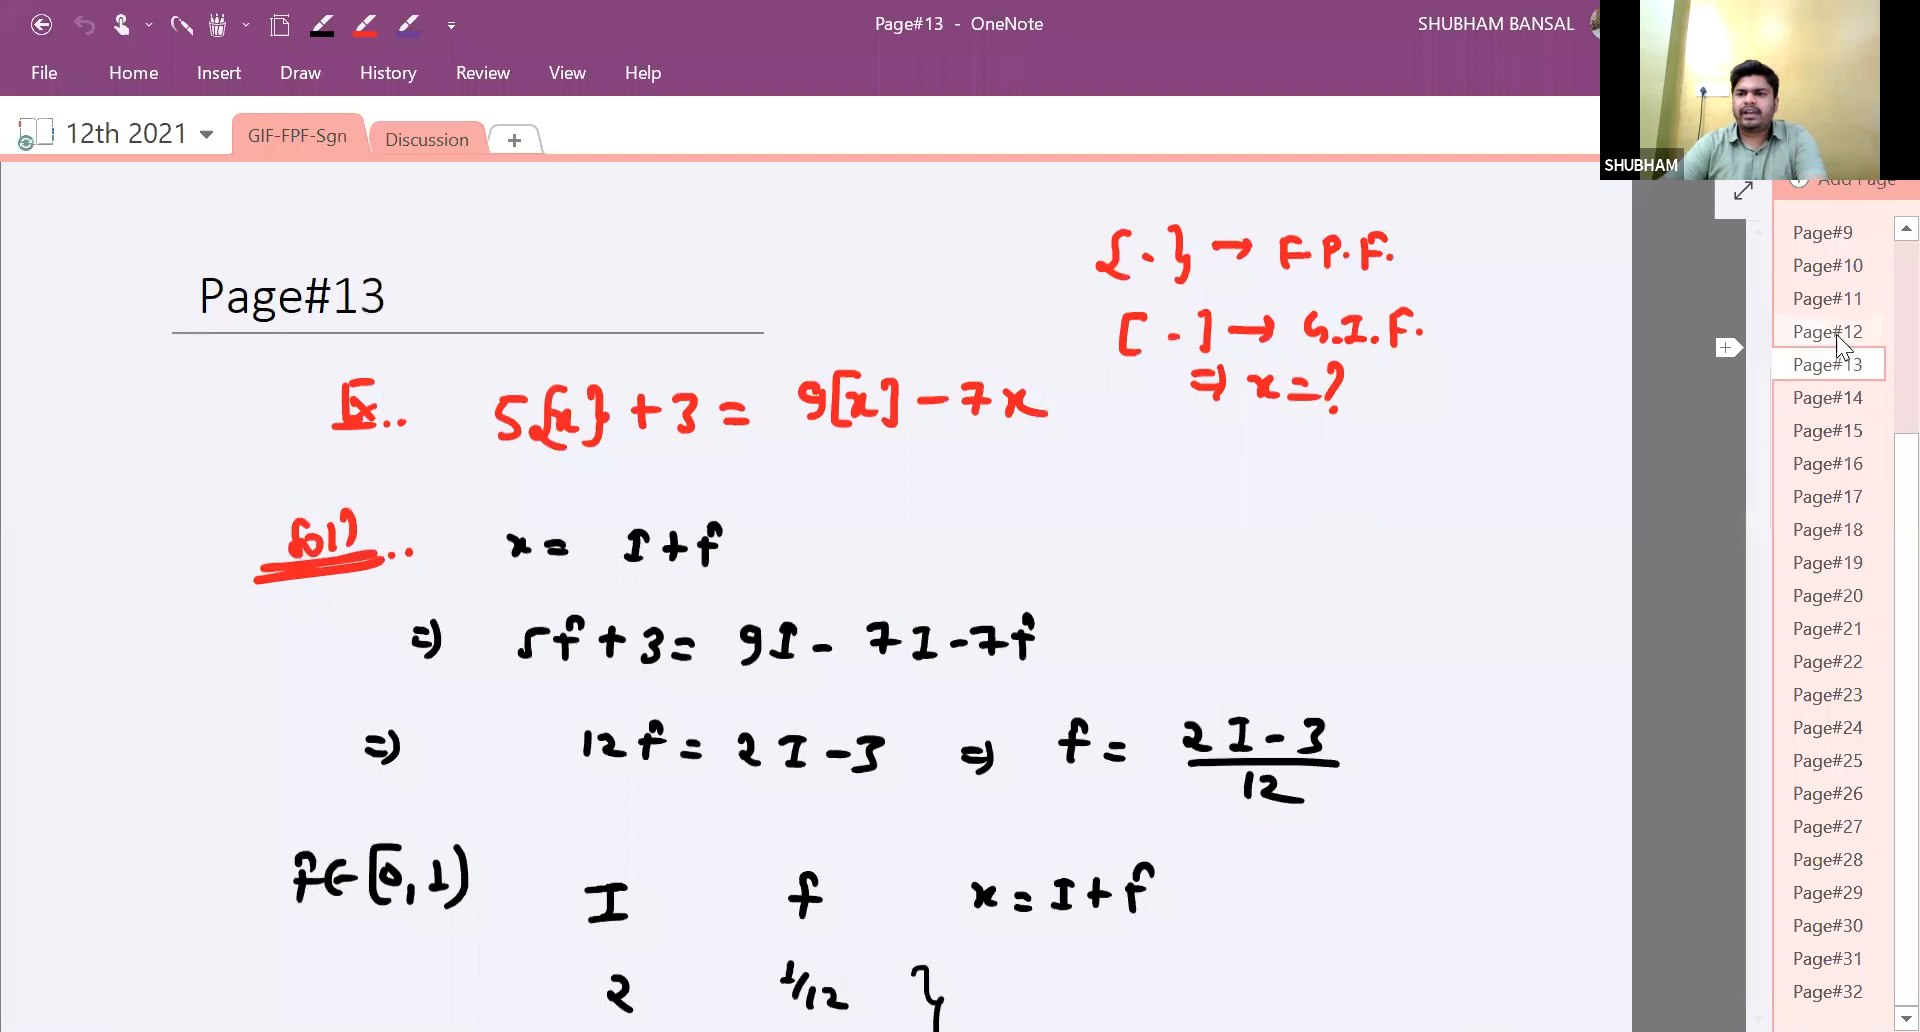 Page#13 - OneNote
SHUBHAM BANSAL
File Home Insert Draw History Review View Help
SHUBHAM
12th 2021
GIF-FPF-Sgn
Discussion
Add Page
Page#13
{.} → F.P.F.
[.] → G.I.F.
⇒ x = ?
Ex.. 5{x} + 3 = 9[x] - 7x
Sol?..
x = I + f
⇒ 5f + 3 = 9I - 7I - 7f
⇒ 12f = 2I - 3 ⇒ f = (2I - 3)/12
f ∈ [0, 1)
I f x = I + f
2 1/12 }
Page#9
Page#10
Page#11
Page#12
Page#13
Page#14
Page#15
Page#16
Page#17
Page#18
Page#19
Page#20
Page#21
Page#22
Page#23
Page#24
Page#25
Page#26
Page#27
Page#28
Page#29
Page#30
Page#31
Page#32